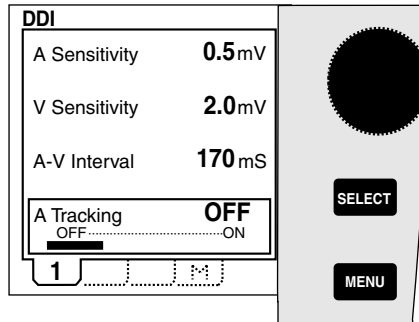 DDI
A Sensitivity 0.5mV
V Sensitivity 2.0mV
A-V Interval 170mS
A Tracking OFF
OFF ON
SELECT
1 M
MENU